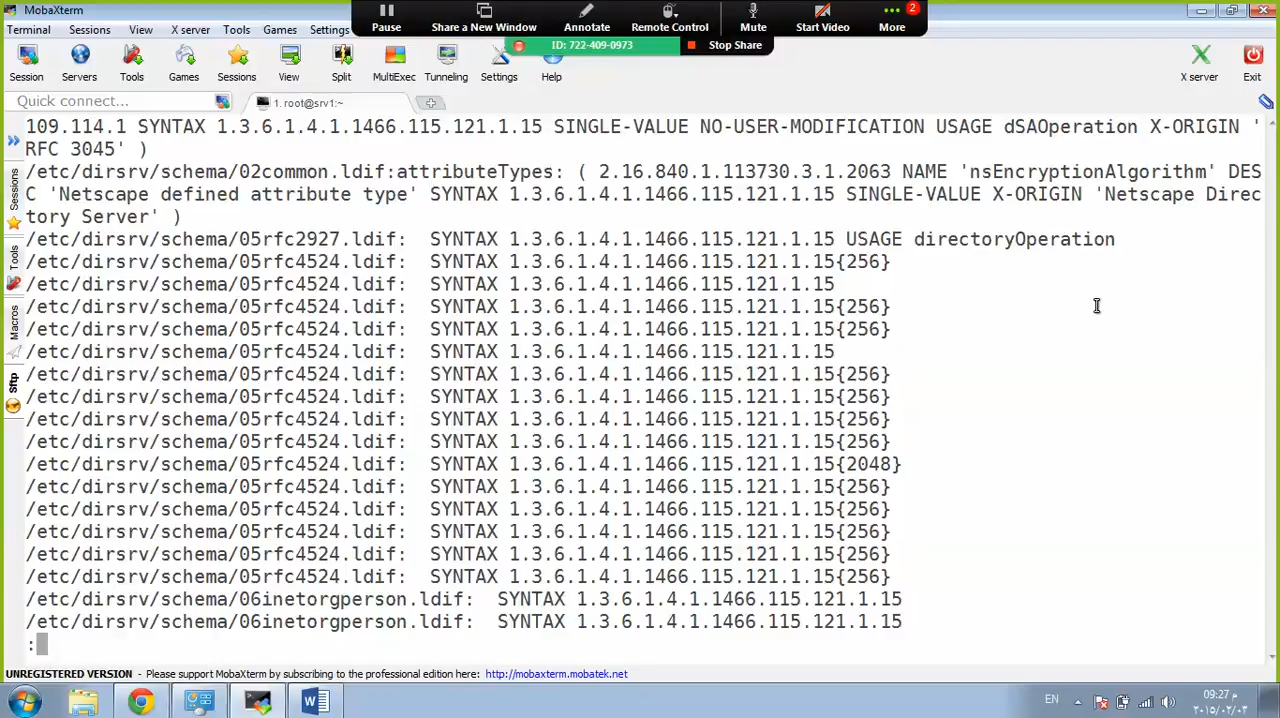 MobaXterm
Pause
Share a New Window
Annotate
Remote Control
Mute
Start Video
More
2
ID: 722-409-0973
Stop Share
Terminal
Sessions
View
X server
Tools
Games
Settings
Session
Servers
Tools
Games
Sessions
View
Split
MultiExec
Tunneling
Settings
Help
X server
Exit
Quick connect...
1. root@srv1:~
Sessions
Tools
Macros
Sftp
109.114.1 SYNTAX 1.3.6.1.4.1.1466.115.121.1.15 SINGLE-VALUE NO-USER-MODIFICATION USAGE dSAOperation X-ORIGIN '
RFC 3045' )
/etc/dirsrv/schema/02common.ldif:attributeTypes: ( 2.16.840.1.113730.3.1.2063 NAME 'nsEncryptionAlgorithm' DES
C 'Netscape defined attribute type' SYNTAX 1.3.6.1.4.1.1466.115.121.1.15 SINGLE-VALUE X-ORIGIN 'Netscape Direc
tory Server' )
/etc/dirsrv/schema/05rfc2927.ldif:  SYNTAX 1.3.6.1.4.1.1466.115.121.1.15 USAGE directoryOperation
/etc/dirsrv/schema/05rfc4524.ldif:  SYNTAX 1.3.6.1.4.1.1466.115.121.1.15{256}
/etc/dirsrv/schema/05rfc4524.ldif:  SYNTAX 1.3.6.1.4.1.1466.115.121.1.15
/etc/dirsrv/schema/05rfc4524.ldif:  SYNTAX 1.3.6.1.4.1.1466.115.121.1.15{256}
/etc/dirsrv/schema/05rfc4524.ldif:  SYNTAX 1.3.6.1.4.1.1466.115.121.1.15{256}
/etc/dirsrv/schema/05rfc4524.ldif:  SYNTAX 1.3.6.1.4.1.1466.115.121.1.15
/etc/dirsrv/schema/05rfc4524.ldif:  SYNTAX 1.3.6.1.4.1.1466.115.121.1.15{256}
/etc/dirsrv/schema/05rfc4524.ldif:  SYNTAX 1.3.6.1.4.1.1466.115.121.1.15{256}
/etc/dirsrv/schema/05rfc4524.ldif:  SYNTAX 1.3.6.1.4.1.1466.115.121.1.15{256}
/etc/dirsrv/schema/05rfc4524.ldif:  SYNTAX 1.3.6.1.4.1.1466.115.121.1.15{256}
/etc/dirsrv/schema/05rfc4524.ldif:  SYNTAX 1.3.6.1.4.1.1466.115.121.1.15{2048}
/etc/dirsrv/schema/05rfc4524.ldif:  SYNTAX 1.3.6.1.4.1.1466.115.121.1.15{256}
/etc/dirsrv/schema/05rfc4524.ldif:  SYNTAX 1.3.6.1.4.1.1466.115.121.1.15{256}
/etc/dirsrv/schema/05rfc4524.ldif:  SYNTAX 1.3.6.1.4.1.1466.115.121.1.15{256}
/etc/dirsrv/schema/05rfc4524.ldif:  SYNTAX 1.3.6.1.4.1.1466.115.121.1.15{256}
/etc/dirsrv/schema/05rfc4524.ldif:  SYNTAX 1.3.6.1.4.1.1466.115.121.1.15{256}
/etc/dirsrv/schema/06inetorgperson.ldif:  SYNTAX 1.3.6.1.4.1.1466.115.121.1.15
/etc/dirsrv/schema/06inetorgperson.ldif:  SYNTAX 1.3.6.1.4.1.1466.115.121.1.15
:
UNREGISTERED VERSION - Please support MobaXterm by subscribing to the professional edition here: http://mobaxterm.mobatek.net
EN
09:27 م
٢٠١٥/٠٢/٠٣